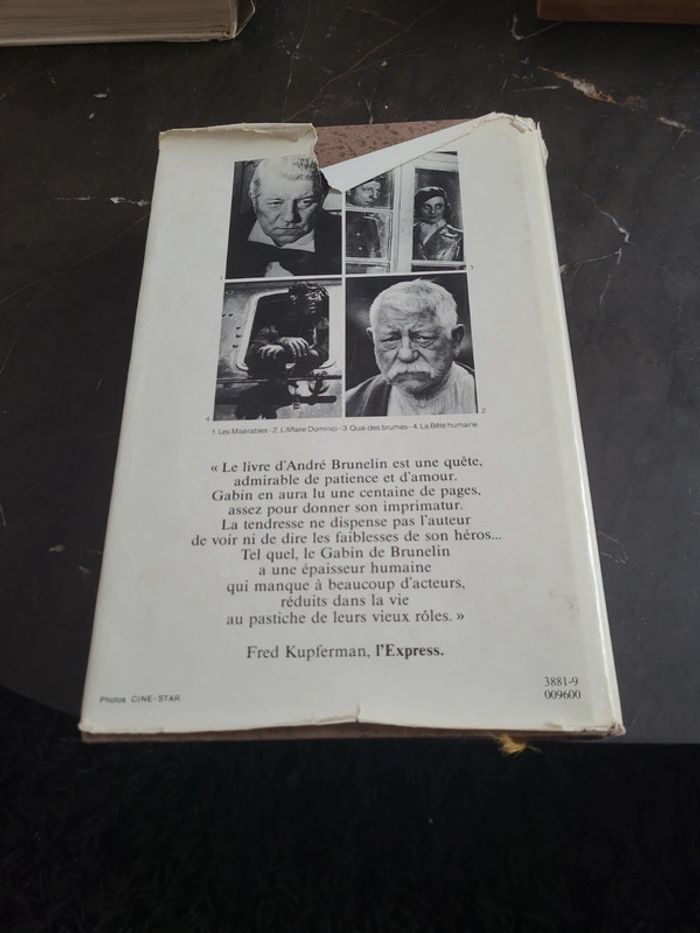 1
3
4
2
1. Les Misérables - 2. L'Affaire Dominici - 3. Quai des brumes - 4. La Bête humaine
« Le livre d'André Brunelin est une quête,
admirable de patience et d'amour.
Gabin en aura lu une centaine de pages,
assez pour donner son imprimatur.
La tendresse ne dispense pas l'auteur
de voir ni de dire les faiblesses de son héros...
Tel quel, le Gabin de Brunelin
a une épaisseur humaine
qui manque à beaucoup d'acteurs,
réduits dans la vie
au pastiche de leurs vieux rôles. »
Fred Kupferman, l'Express.
Photos CINE-STAR
3881-9
009600